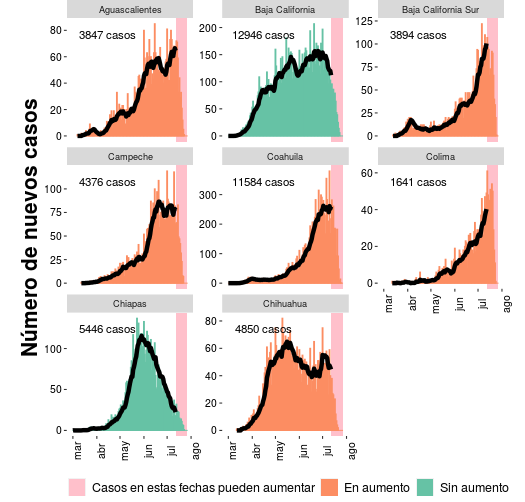 Número de nuevos casos
Aguascalientes
3847 casos
80
60
40
20
0
Baja California
12946 casos
200
150
100
50
0
Baja California Sur
3894 casos
125
100
75
50
25
0
Campeche
4376 casos
100
75
50
25
0
Coahuila
11584 casos
300
200
100
0
Colima
1641 casos
60
40
20
0
mar abr may jun jul ago
Chiapas
5446 casos
100
50
0
mar abr may jun jul ago
Chihuahua
4850 casos
80
60
40
20
0
mar abr may jun jul ago
Casos en estas fechas pueden aumentar En aumento Sin aumento